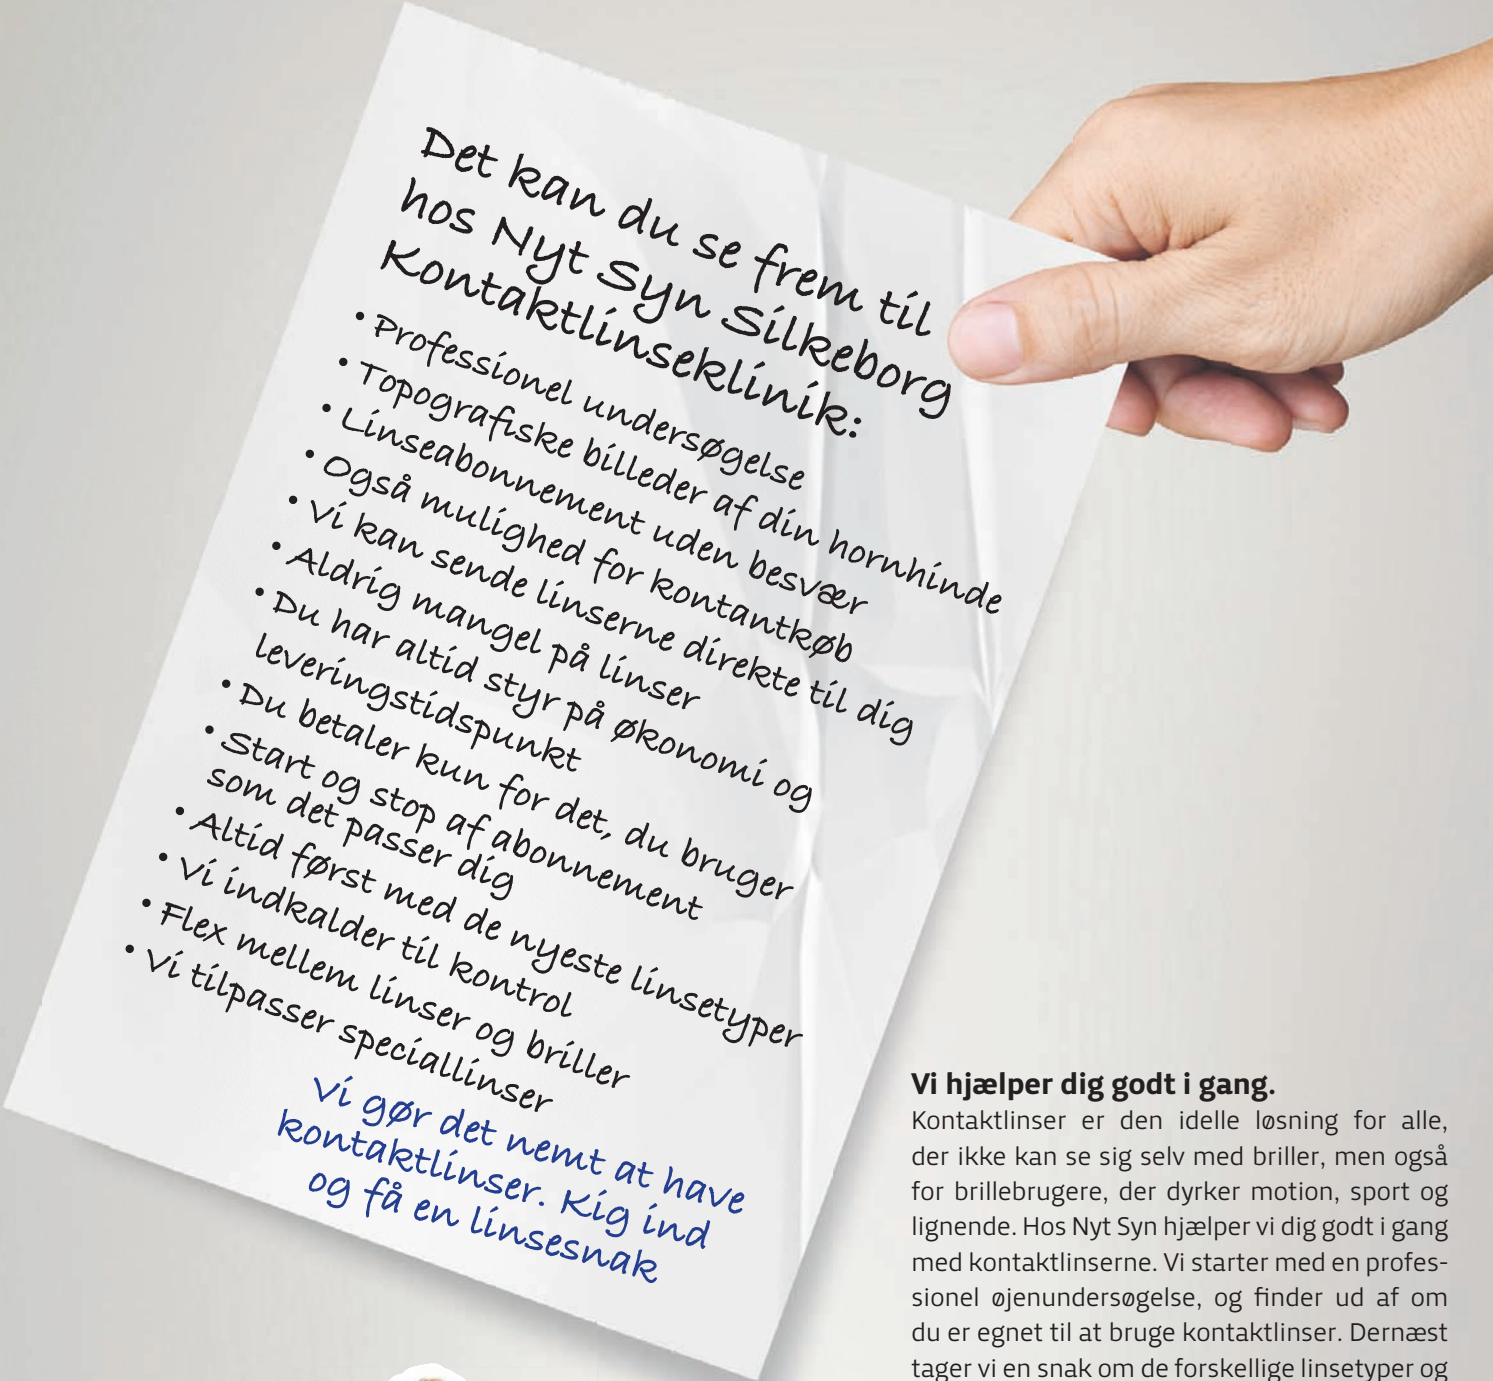 Det kan du se frem til
hos Nyt Syn Silkeborg
Kontaktlinseklinik:
• Professionel undersøgelse
• Topografiske billeder af din hornhinde
• Linseabonnement uden besvær
• Også mulighed for kontantkøb
• Vi kan sende linserne direkte til dig
• Aldrig mangel på linser
• Du har altid styr på økonomi og
leveringstidspunkt
• Du betaler kun for det, du bruger
• Start og stop af abonnement
som det passer dig
• Altid først med de nyeste linsetyper
• Vi indkalder til kontrol
• Flex mellem linser og briller
• Vi tilpasser speciallinser
Vi gør det nemt at have
kontaktlinser. Kig ind
og få en linsesnak
Vi hjælper dig godt i gang.
Kontaktlinser er den idelle løsning for alle,
der ikke kan se sig selv med briller, men også
for brillebrugere, der dyrker motion, sport og
lignende. Hos Nyt Syn hjælper vi dig godt i gang
med kontaktlinserne. Vi starter med en profes-
sionel øjenundersøgelse, og finder ud af om
du er egnet til at bruge kontaktlinser. Dernæst
tager vi en snak om de forskellige linsetyper og